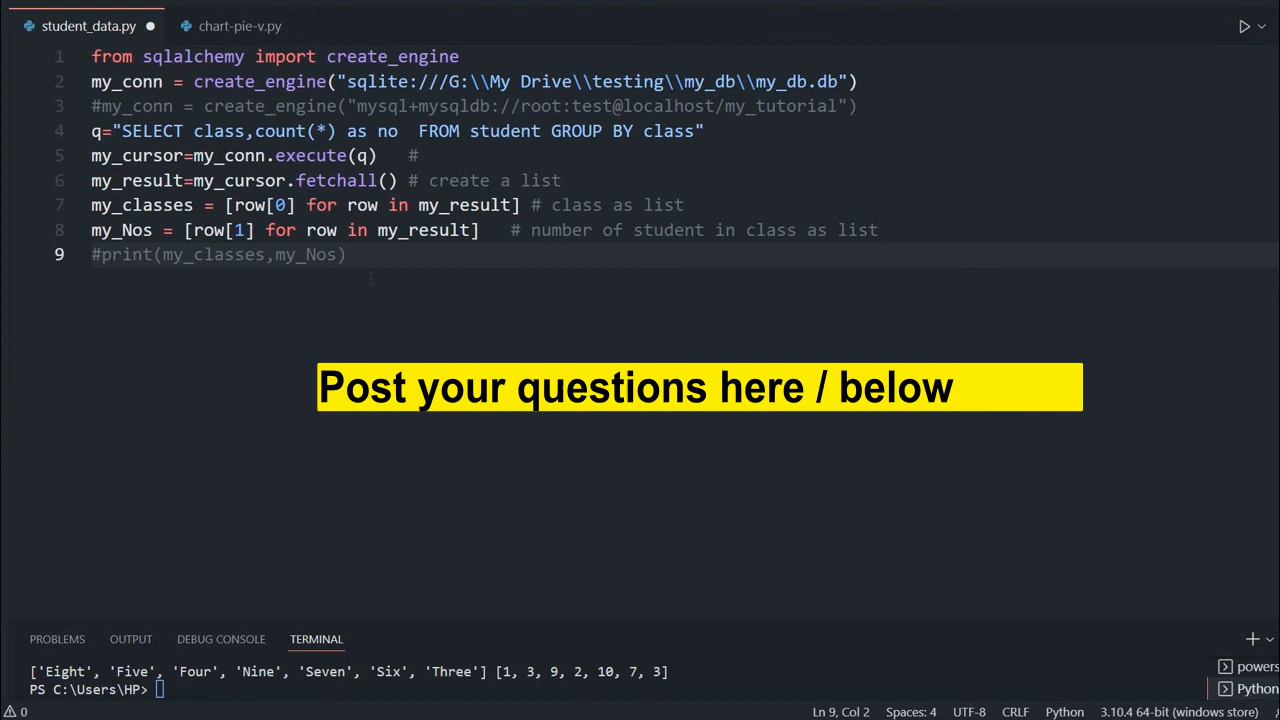 student_data.py chart-pie-v.py
1 from sqlalchemy import create_engine
2 my_conn = create_engine("sqlite:///G:\\My Drive\\testing\\my_db\\my_db.db")
3 #my_conn = create_engine("mysql+mysqldb://root:test@localhost/my_tutorial")
4 q="SELECT class,count(*) as no  FROM student GROUP BY class"
5 my_cursor=my_conn.execute(q)   #
6 my_result=my_cursor.fetchall() # create a list
7 my_classes = [row[0] for row in my_result] # class as list
8 my_Nos = [row[1] for row in my_result]   # number of student in class as list
9 #print(my_classes,my_Nos)
Post your questions here / below
PROBLEMS OUTPUT DEBUG CONSOLE TERMINAL
['Eight', 'Five', 'Four', 'Nine', 'Seven', 'Six', 'Three'] [1, 3, 9, 2, 10, 7, 3]
powers
PS C:\Users\HP>
Python
0 Ln 9, Col 2 Spaces: 4 UTF-8 CRLF Python 3.10.4 64-bit (windows store)